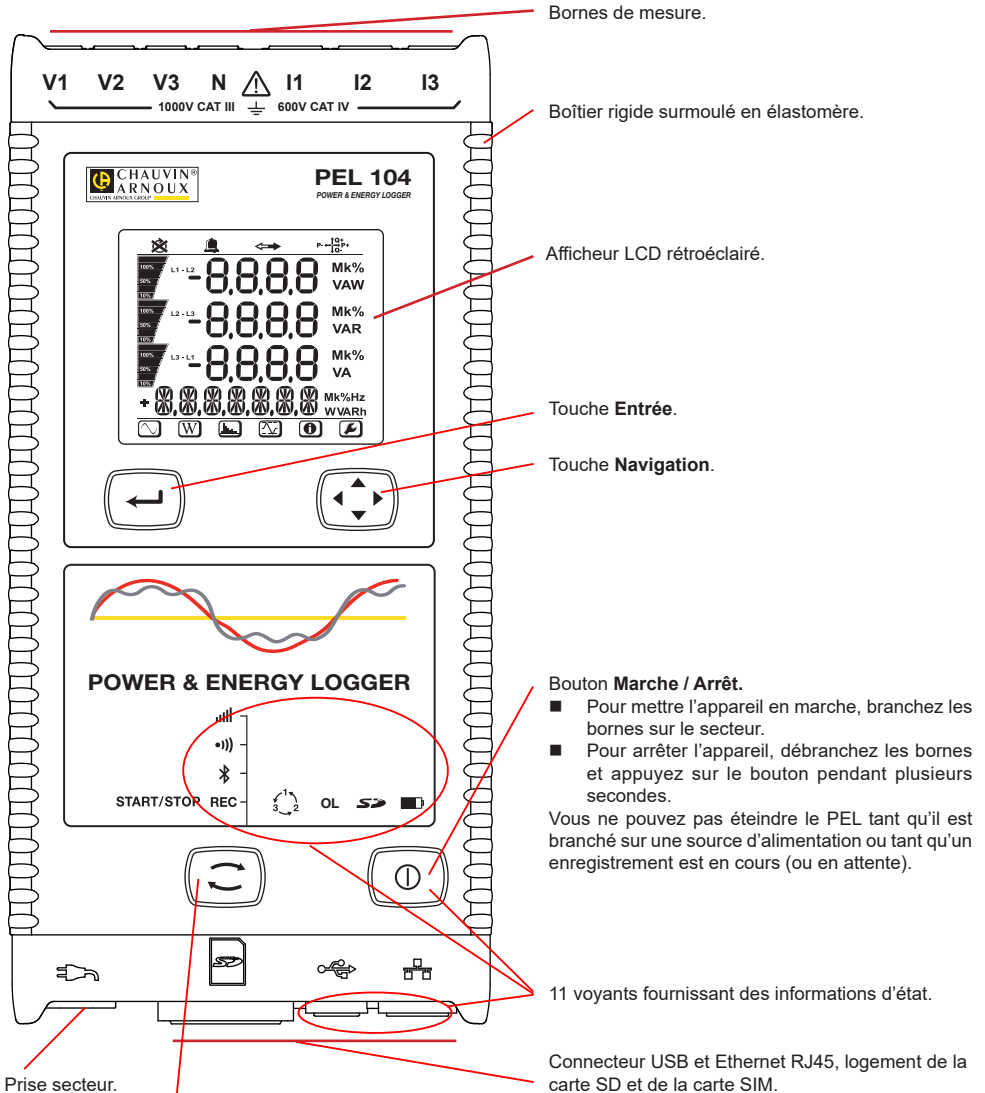 Bornes de mesure.
V1 V2 V3 N I1 I2 I3
1000V CAT III 600V CAT IV
Boîtier rigide surmoulé en élastomère.
CHAUVIN®
ARNOUX
CHAUVIN ARNOUX GROUP
PEL 104
POWER & ENERGY LOGGER
P- Q+ P+
Q-
Afficheur LCD rétroéclairé.
100%
50%
10%
L1 - L2
-8.8.8.8
Mk%
VAW
100%
50%
10%
L2 - L3
-8.8.8.8
Mk%
VAR
100%
50%
10%
L3 - L1
-8.8.8.8
Mk%
VA
+
Mk%Hz
WVARh
W
Touche Entrée.
Touche Navigation.
POWER & ENERGY LOGGER
START/STOP REC
1
3 2
OL SD
Bouton Marche / Arrêt.
■ Pour mettre l’appareil en marche, branchez les
bornes sur le secteur.
■ Pour arrêter l’appareil, débranchez les bornes
et appuyez sur le bouton pendant plusieurs
secondes.
Vous ne pouvez pas éteindre le PEL tant qu’il est
branché sur une source d’alimentation ou tant qu’un
enregistrement est en cours (ou en attente).
SD
11 voyants fournissant des informations d’état.
Connecteur USB et Ethernet RJ45, logement de la
carte SD et de la carte SIM.
Prise secteur.